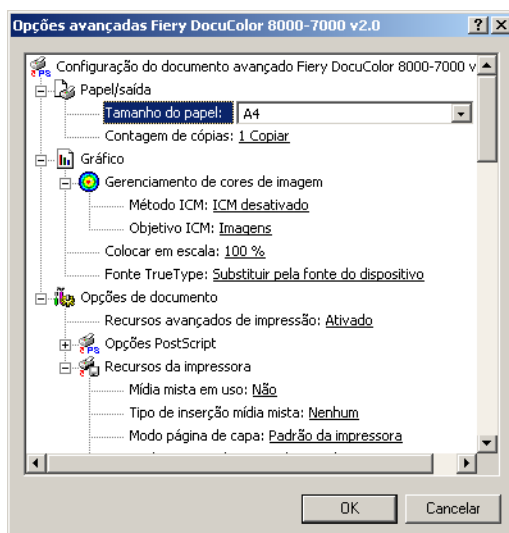 Opções avançadas Fiery DocuColor 8000-7000 v2.0
Configuração do documento avançado Fiery DocuColor 8000-7000 v
Papel/saída
Tamanho do papel: A4
Contagem de cópias: 1 Copiar
Gráfico
Gerenciamento de cores de imagem
Método ICM: ICM desativado
Objetivo ICM: Imagens
Colocar em escala: 100 %
Fonte TrueType: Substituir pela fonte do dispositivo
Opções de documento
Recursos avançados de impressão: Ativado
Opções PostScript
Recursos da impressora
Mídia mista em uso: Não
Tipo de inserção mídia mista: Nenhum
Modo página de capa: Padrão da impressora
OK Cancelar